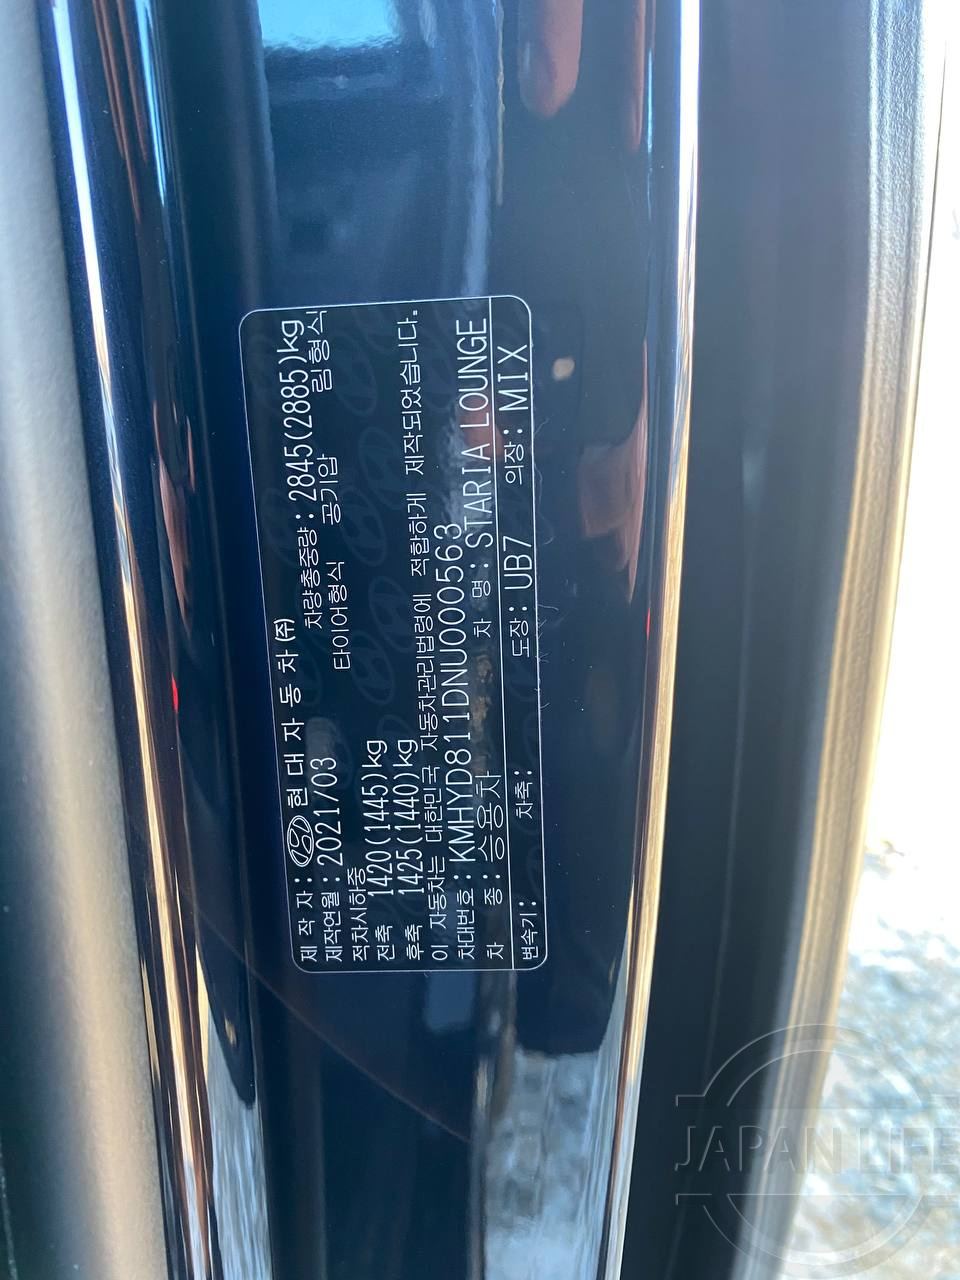 제 작 자 : 현 대 자 동 차 (주)
제작연월 : 2021/03 차량총중량 : 2845(2885)kg
적차시하중 타이어형식 공기압 림형식
전축 1420(1445)kg
후축 1425(1440)kg
이 자동차는 대한민국 자동차관리법령에 적합하게 제작되었습니다.
차대번호 : KMHYD811DNU000563
차 종 : 승용차 차 명 : STARIA LOUNGE
변속기 : 차축 : 도장 : UB7 의장 : MIX
JAPAN LIFE